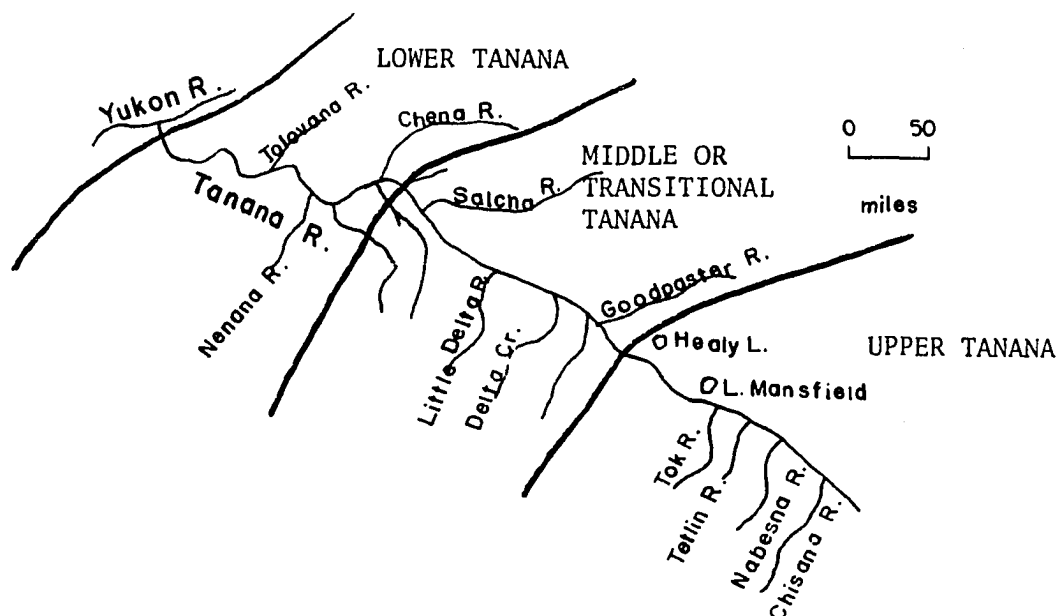 LOWER TANANA
Yukon R.
Tolovana R.
Chena R.
0 50
miles
MIDDLE OR
TRANSITIONAL
TANANA
Salcha R.
Tanana R.
Nenana R.
Little Delta R.
Delta Cr.
Goodpaster R.
Healy L.
UPPER TANANA
L. Mansfield
Tok R.
Tetlin R.
Nabesna R.
Chisana R.